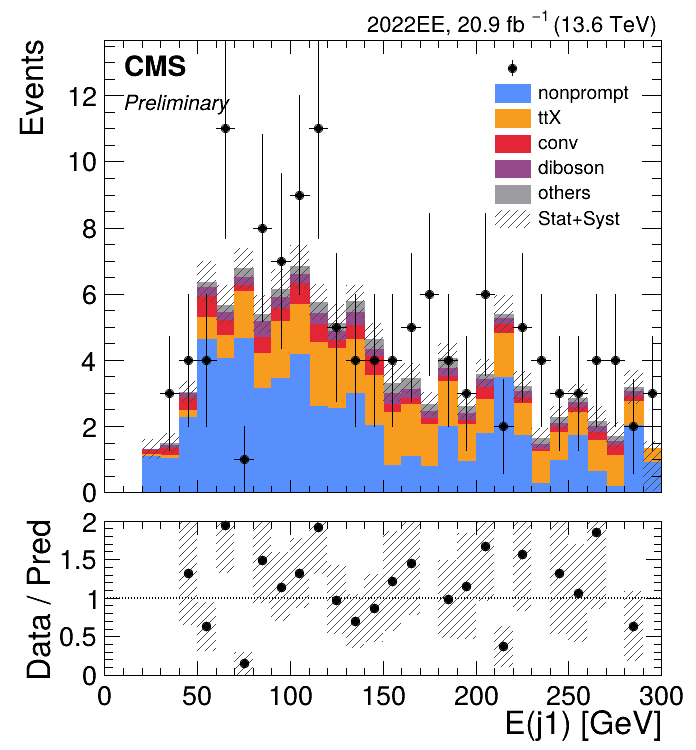 2022EE, 20.9 fb⁻¹ (13.6 TeV)
CMS
Preliminary
Events
nonprompt
ttX
conv
diboson
others
Stat+Syst
12
10
8
6
4
2
0
Data / Pred
2
1.5
1
0.5
0
0 50 100 150 200 250 300
E(j1) [GeV]